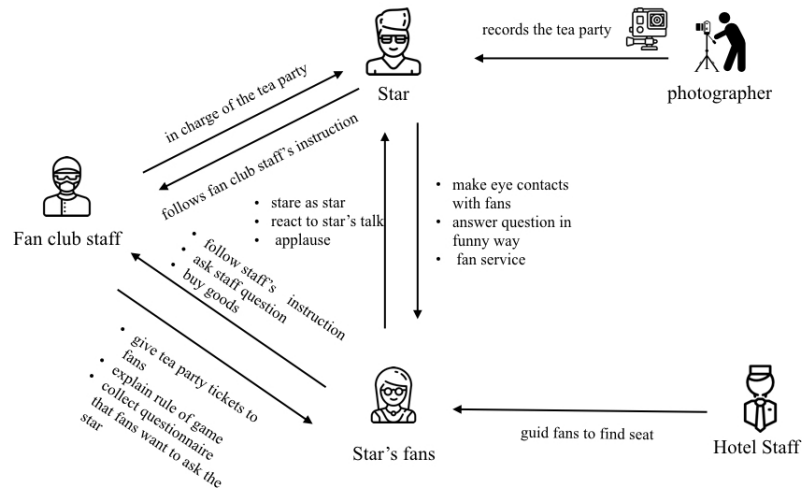 records the tea party
Star
photographer
in charge of the tea party
follows fan club staff's instruction
Fan club staff
• stare as star
• react to star's talk
• applause
• make eye contacts
with fans
• answer question in
funny way
• fan service
• follow staff's instruction
• ask staff question
• buy goods
• give tea party tickets to
fans
• explain rule of game
• collect questionnaire
that fans want to ask the
star
Star's fans
guid fans to find seat
Hotel Staff